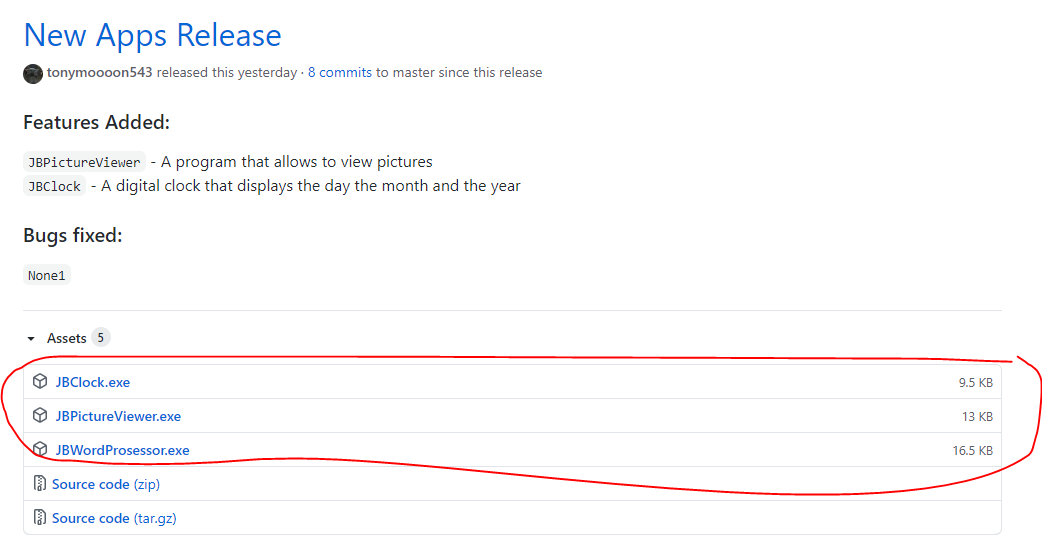 New Apps Release
tonymoooon543 released this yesterday · 8 commits to master since this release
Features Added:
JBPictureViewer - A program that allows to view pictures
JBClock - A digital clock that displays the day the month and the year
Bugs fixed:
None1
Assets 5
JBClock.exe 9.5 KB
JBPictureViewer.exe 13 KB
JBWordProsessor.exe 16.5 KB
Source code (zip)
Source code (tar.gz)